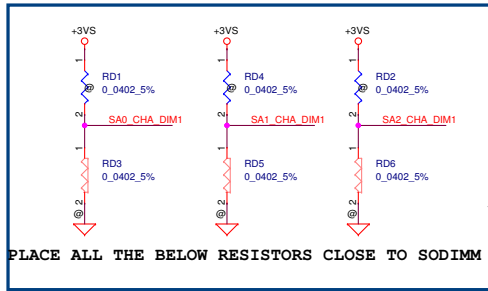 +3VS +3VS +3VS
1 1 1
RD1 RD4 RD2
@ @ @
0_0402_5% 0_0402_5% 0_0402_5%
2 2 2
SA0_CHA_DIM1 SA1_CHA_DIM1 SA2_CHA_DIM1
1 1 1
RD3 RD5 RD6
0_0402_5% 0_0402_5% 0_0402_5%
2 2 2
@ @ @
PLACE ALL THE BELOW RESISTORS CLOSE TO SODIMM